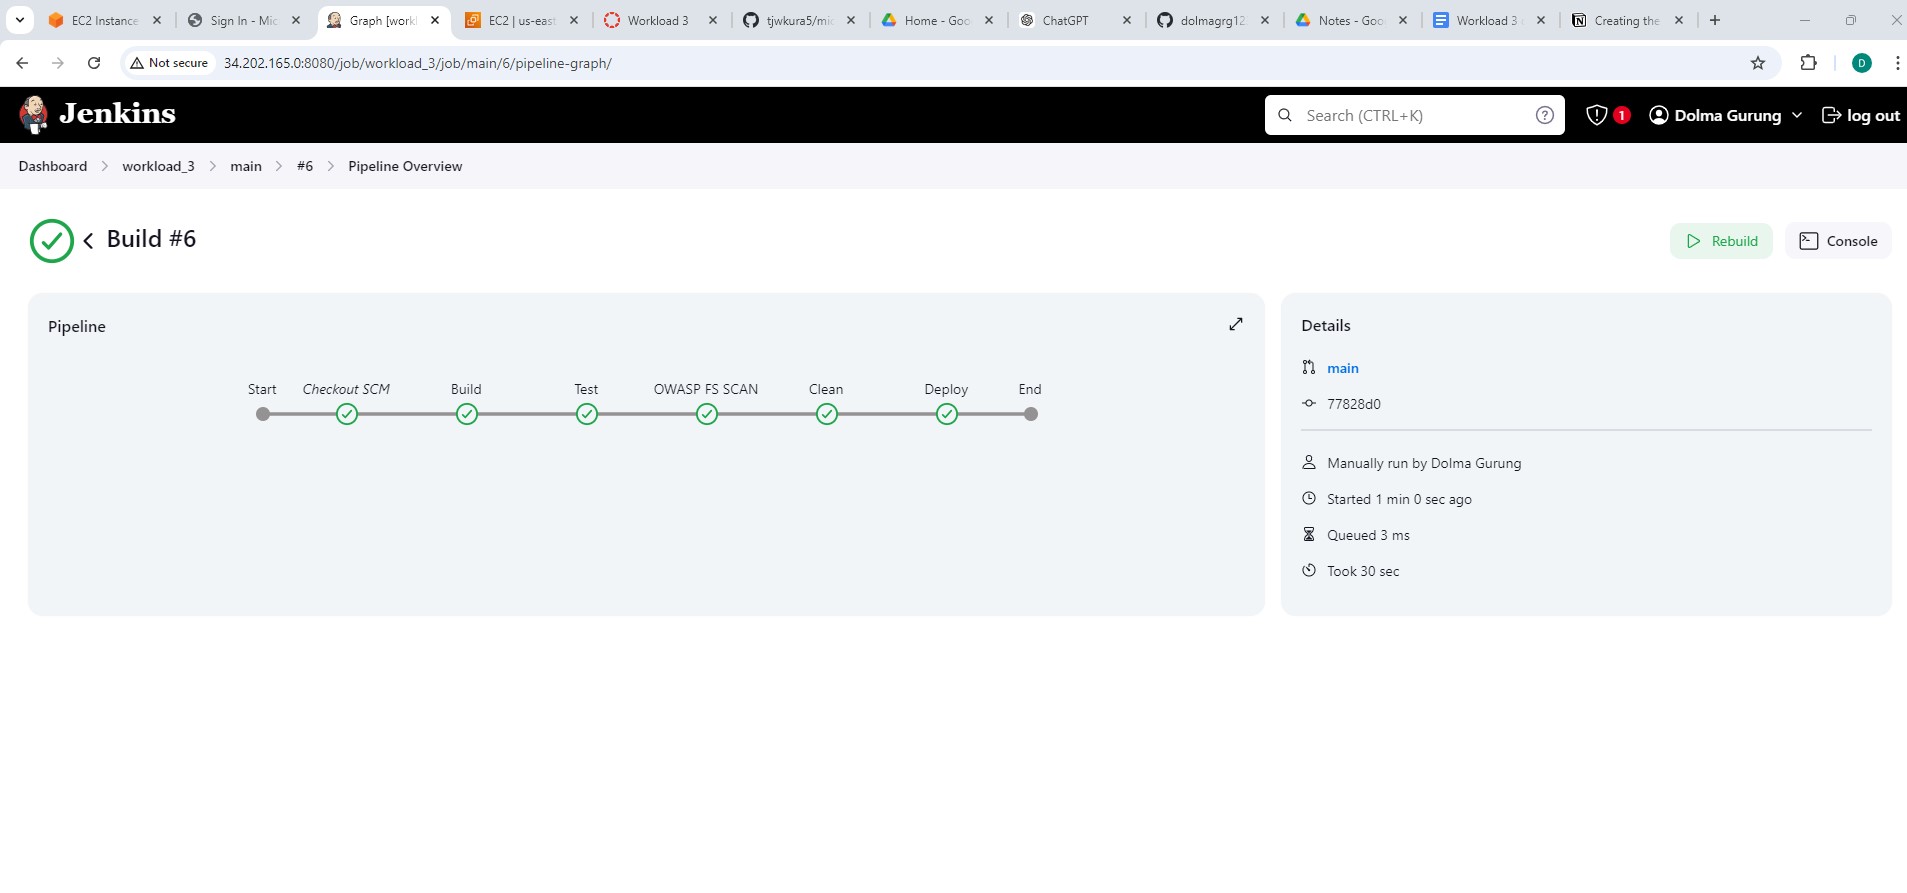 EC2 Instance
Sign In - Mic
Graph [workl
EC2 | us-east
Workload 3
tjwkura5/mic
Home - Goo
ChatGPT
dolmagrg12
Notes - Goo
Workload 3
Creating the
Not secure
34.202.165.0:8080/job/workload_3/job/main/6/pipeline-graph/
D
Jenkins
Search (CTRL+K)
?
1
Dolma Gurung
log out
Dashboard
workload_3
main
#6
Pipeline Overview
Build #6
Rebuild
Console
Pipeline
Start
Checkout SCM
Build
Test
OWASP FS SCAN
Clean
Deploy
End
Details
main
77828d0
Manually run by Dolma Gurung
Started 1 min 0 sec ago
Queued 3 ms
Took 30 sec